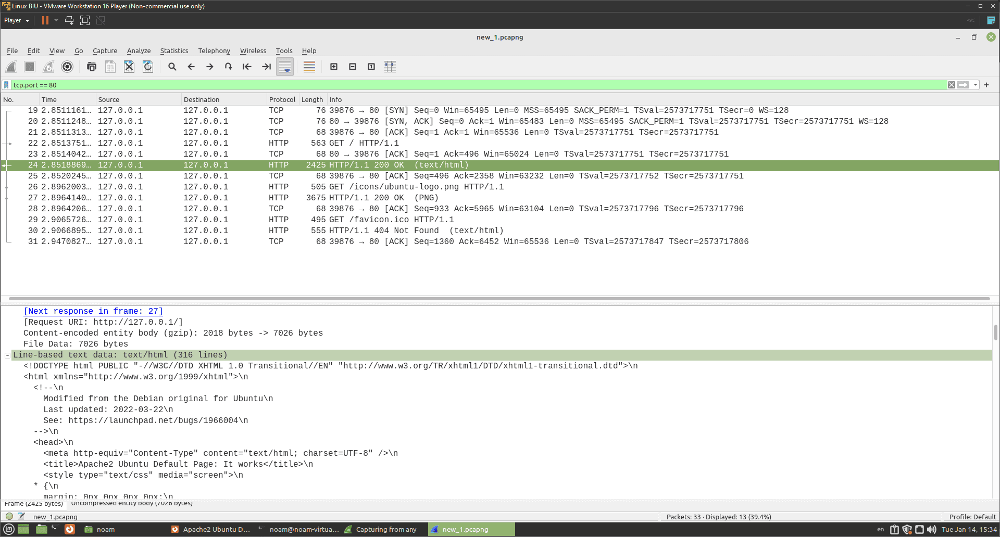 Linux BIU - VMware Workstation 16 Player (Non-commercial use only)
Player
new_1.pcapng
File Edit View Go Capture Analyze Statistics Telephony Wireless Tools Help
tcp.port == 80
No. Time Source Destination Protocol Length Info
19 2.8511161… 127.0.0.1 127.0.0.1 TCP 76 39876 → 80 [SYN] Seq=0 Win=65495 Len=0 MSS=65495 SACK_PERM=1 TSval=2573717751 TSecr=0 WS=128
20 2.8511248… 127.0.0.1 127.0.0.1 TCP 76 80 → 39876 [SYN, ACK] Seq=0 Ack=1 Win=65483 Len=0 MSS=65495 SACK_PERM=1 TSval=2573717751 TSecr=2573717751 WS=128
21 2.8511313… 127.0.0.1 127.0.0.1 TCP 68 39876 → 80 [ACK] Seq=1 Ack=1 Win=65536 Len=0 TSval=2573717751 TSecr=2573717751
22 2.8513751… 127.0.0.1 127.0.0.1 HTTP 563 GET / HTTP/1.1
23 2.8514042… 127.0.0.1 127.0.0.1 TCP 68 80 → 39876 [ACK] Seq=1 Ack=496 Win=65024 Len=0 TSval=2573717751 TSecr=2573717751
24 2.8518869… 127.0.0.1 127.0.0.1 HTTP 2425 HTTP/1.1 200 OK  (text/html)
25 2.8520245… 127.0.0.1 127.0.0.1 TCP 68 39876 → 80 [ACK] Seq=496 Ack=2358 Win=63232 Len=0 TSval=2573717752 TSecr=2573717751
26 2.8962003… 127.0.0.1 127.0.0.1 HTTP 505 GET /icons/ubuntu-logo.png HTTP/1.1
27 2.8964140… 127.0.0.1 127.0.0.1 HTTP 3675 HTTP/1.1 200 OK  (PNG)
28 2.8964206… 127.0.0.1 127.0.0.1 TCP 68 39876 → 80 [ACK] Seq=933 Ack=5965 Win=63104 Len=0 TSval=2573717796 TSecr=2573717796
29 2.9065726… 127.0.0.1 127.0.0.1 HTTP 495 GET /favicon.ico HTTP/1.1
30 2.9066895… 127.0.0.1 127.0.0.1 HTTP 555 HTTP/1.1 404 Not Found  (text/html)
31 2.9470827… 127.0.0.1 127.0.0.1 TCP 68 39876 → 80 [ACK] Seq=1360 Ack=6452 Win=65536 Len=0 TSval=2573717847 TSecr=2573717806
[Next response in frame: 27]
[Request URI: http://127.0.0.1/]
Content-encoded entity body (gzip): 2018 bytes -> 7026 bytes
File Data: 7026 bytes
Line-based text data: text/html (316 lines)
<!DOCTYPE html PUBLIC "-//W3C//DTD XHTML 1.0 Transitional//EN" "http://www.w3.org/TR/xhtml1/DTD/xhtml1-transitional.dtd">\n
<html xmlns="http://www.w3.org/1999/xhtml">\n
<!--\n
Modified from the Debian original for Ubuntu\n
Last updated: 2022-03-22\n
See: https://launchpad.net/bugs/1966004\n
-->\n
<head>\n
<meta http-equiv="Content-Type" content="text/html; charset=UTF-8" />\n
<title>Apache2 Ubuntu Default Page: It works</title>\n
<style type="text/css" media="screen">\n
* {\n
margin: 0px 0px 0px 0px;\n
Frame (2425 bytes) Uncompressed entity body (7026 bytes)
new_1.pcapng Packets: 33 · Displayed: 13 (39.4%) Profile: Default
noam Apache2 Ubuntu D… noam@noam-virtua… Capturing from any new_1.pcapng en Tue Jan 14, 15:34